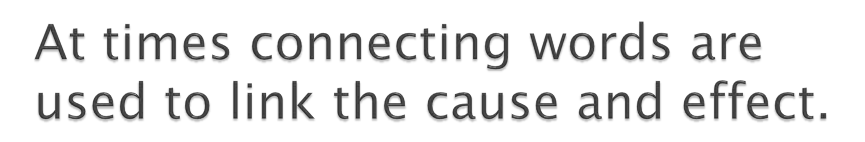 At times connecting words are
used to link the cause and effect.